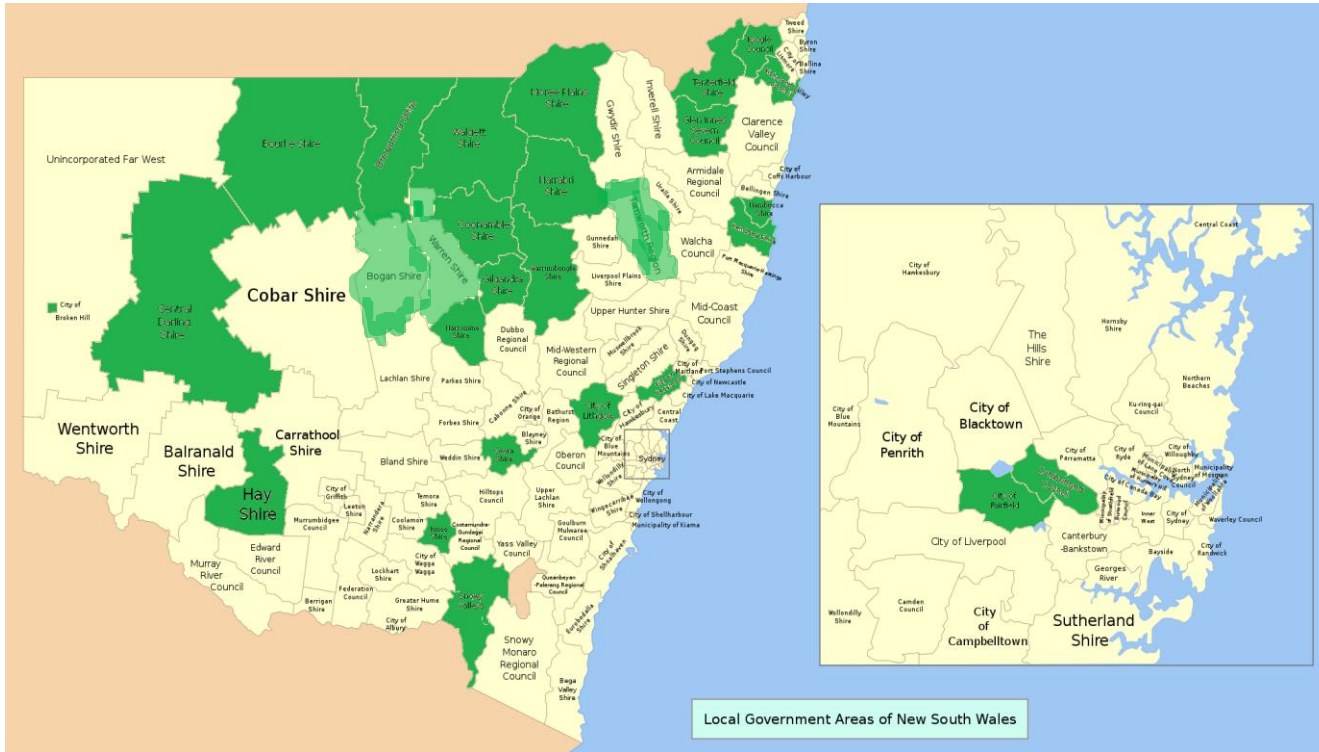 Tweed
Shire
Byron
Shire
City of
Lismore
Ballina
Shire
Kyogle
Council
Tenterfield
Shire
Glen Innes
Severn
Council
Clarence
Valley
Council
Moree Plains
Shire
Gwydir Shire
Inverell Shire
Walgett
Shire
Bourke Shire
Unincorporated Far West
Narrabri
Shire
Armidale
Regional
Council
City of
Coffs Harbour
Bellingen Shire
Nambucca
Shire
Uralla Shire
Tamworth Region
Walcha
Council
Gunnedah
Shire
Liverpool Plains
Shire
Port Macquarie-Hastings
Shire
Coonamble
Shire
Warren Shire
Bogan Shire
Gilgandra
Shire
Warrumbungle
Shire
Cobar Shire
City of
Broken Hill
Central
Darling
Shire
Narromine
Shire
Dubbo
Regional
Council
Upper Hunter Shire
Mid-Coast
Council
Mid-Western
Regional
Council
Muswellbrook
Shire
Singleton Shire
Dungog
Shire
City of
Maitland
Port Stephens Council
City of Newcastle
City of Lake Macquarie
Lachlan Shire
Parkes Shire
Cabonne Shire
City of
Orange
Bathurst
Region
City of
Lithgow
City of
Hawkesbury
Central
Coast
Wentworth
Shire
Balranald
Shire
Carrathool
Shire
Forbes Shire
Blayney
Shire
City of
Blue
Mountains
Sydney
Bland Shire
Weddin Shire
Oberon
Council
Wollondilly
Shire
Hay
Shire
City of
Griffith
Leeton
Shire
Narrandera
Shire
Murrumbidgee
Council
Temora
Shire
Coolamon
Shire
Hilltops
Council
Upper
Lachlan
Shire
Wingecarribee
Shire
City of
Wollongong
City of Shellharbour
Municipality of Kiama
Cootamundra-
Gundagai
Regional
Council
Goulburn
Mulwaree
Council
City of
Shoalhaven
Yass Valley
Council
City of
Wagga
Wagga
Edward
River
Council
Murray
River
Council
Lockhart
Shire
Federation
Council
Berrigan
Shire
Greater Hume
Shire
City of
Albury
Snowy
Valleys
Queanbeyan
-Palerang Regional
Council
Eurobodalla
Shire
Snowy
Monaro
Regional
Council
Bega
Valley
Shire
Central Coast
City of
Hawkesbury
Hornsby
Shire
The
Hills
Shire
Northern
Beaches
Ku-ring-gai
Council
City of
Blue
Mountains
City of
Penrith
City of
Blacktown
City of
Parramatta
City of
Ryde
City of
Willoughby
Municipality
of Lane Cove
North
Sydney
Council
Municipality
of Mosman
Council
City of Canada Bay
Cumberland
Council
City of
Fairfield
Municipality
of Strathfield
Burwood
Council
Inner
West
City of
Sydney
Waverley Council
City of
Randwick
City of Liverpool
Canterbury
-Bankstown
Bayside
Georges
River
Wollondilly
Shire
Camden
Council
City
of
Campbelltown
Sutherland
Shire
Local Government Areas of New South Wales